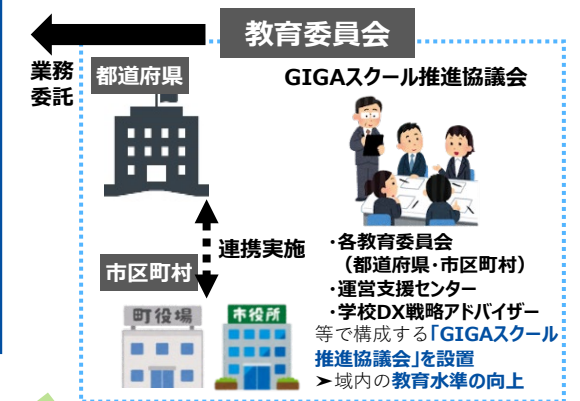 教育委員会
業務
委託
都道府県
GIGAスクール推進協議会
連携実施
市区町村
町役場
市役所
・各教育委員会
（都道府県・市区町村）
・運営支援センター
・学校DX戦略アドバイザー
等で構成する「GIGAスクール
推進協議会」を設置
➤域内の教育水準の向上